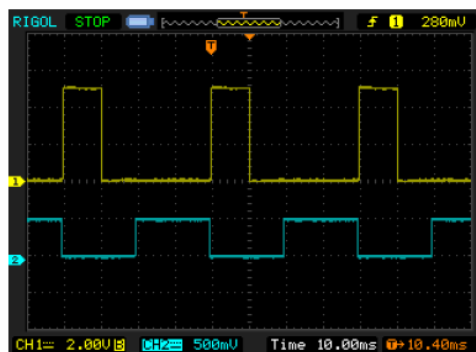 RIGOL STOP T 1 280mV
T
1
2
CH1 2.00V B CH2 500mV Time 10.00ms T→10.40ms